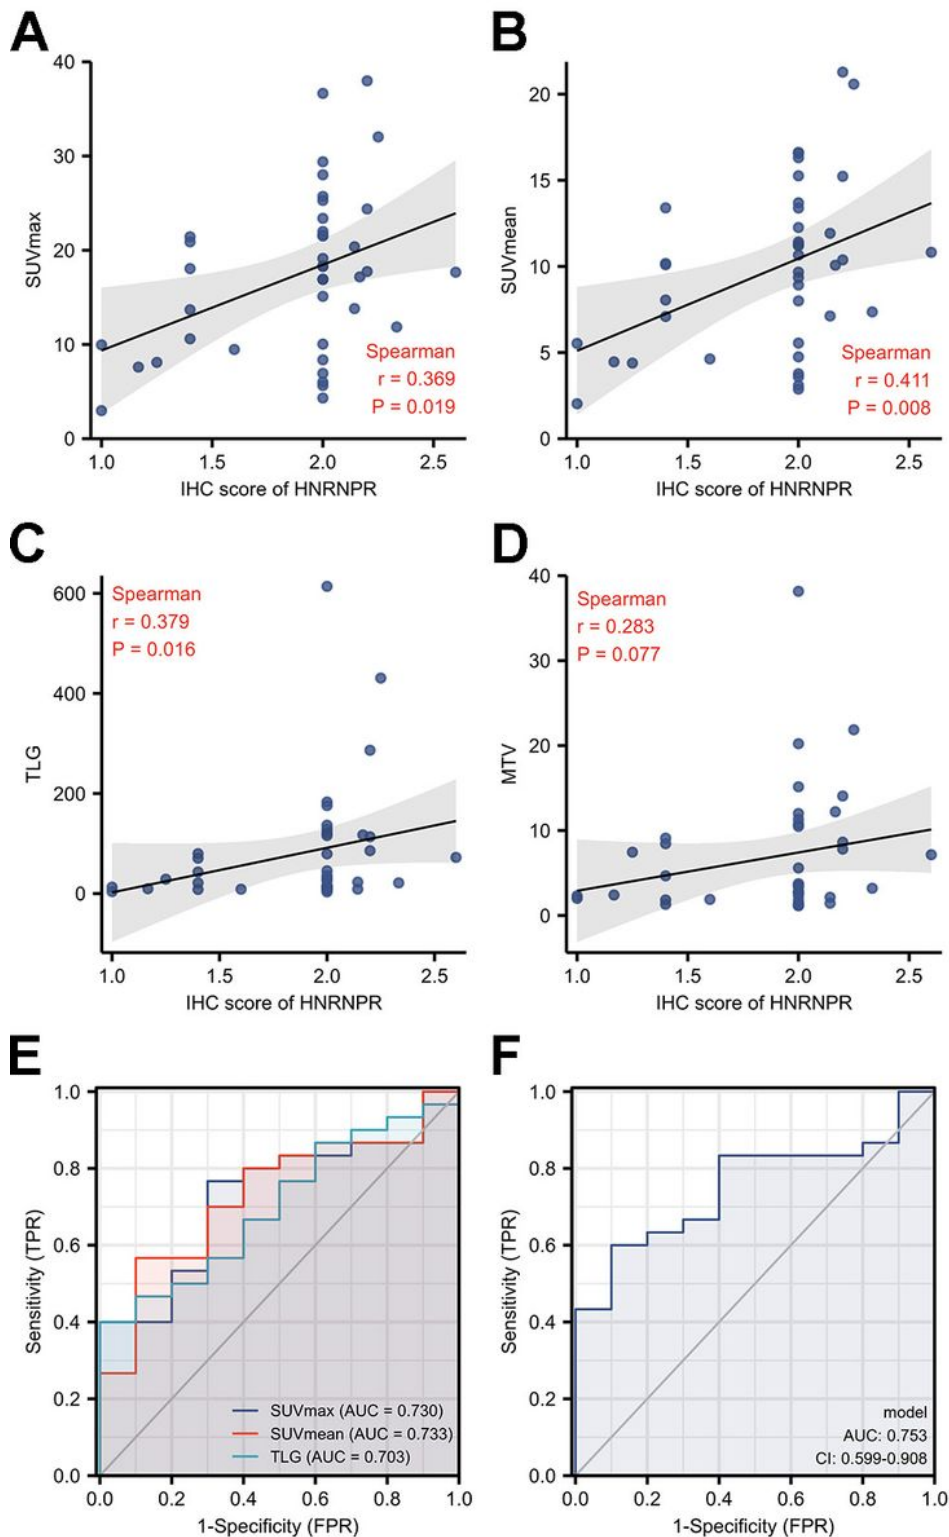 A
40
30
20
10
0
SUVmax
Spearman
r = 0.369
P = 0.019
1.0 1.5 2.0 2.5
IHC score of HNRNPR
B
20
15
10
5
0
SUVmean
Spearman
r = 0.411
P = 0.008
1.0 1.5 2.0 2.5
IHC score of HNRNPR
C
600
400
200
0
TLG
Spearman
r = 0.379
P = 0.016
1.0 1.5 2.0 2.5
IHC score of HNRNPR
D
40
30
20
10
0
MTV
Spearman
r = 0.283
P = 0.077
1.0 1.5 2.0 2.5
IHC score of HNRNPR
E
1.0
0.8
0.6
0.4
0.2
0.0
Sensitivity (TPR)
SUVmax (AUC = 0.730)
SUVmean (AUC = 0.733)
TLG (AUC = 0.703)
0.0 0.2 0.4 0.6 0.8 1.0
1-Specificity (FPR)
F
1.0
0.8
0.6
0.4
0.2
0.0
Sensitivity (TPR)
model
AUC: 0.753
CI: 0.599-0.908
0.0 0.2 0.4 0.6 0.8 1.0
1-Specificity (FPR)